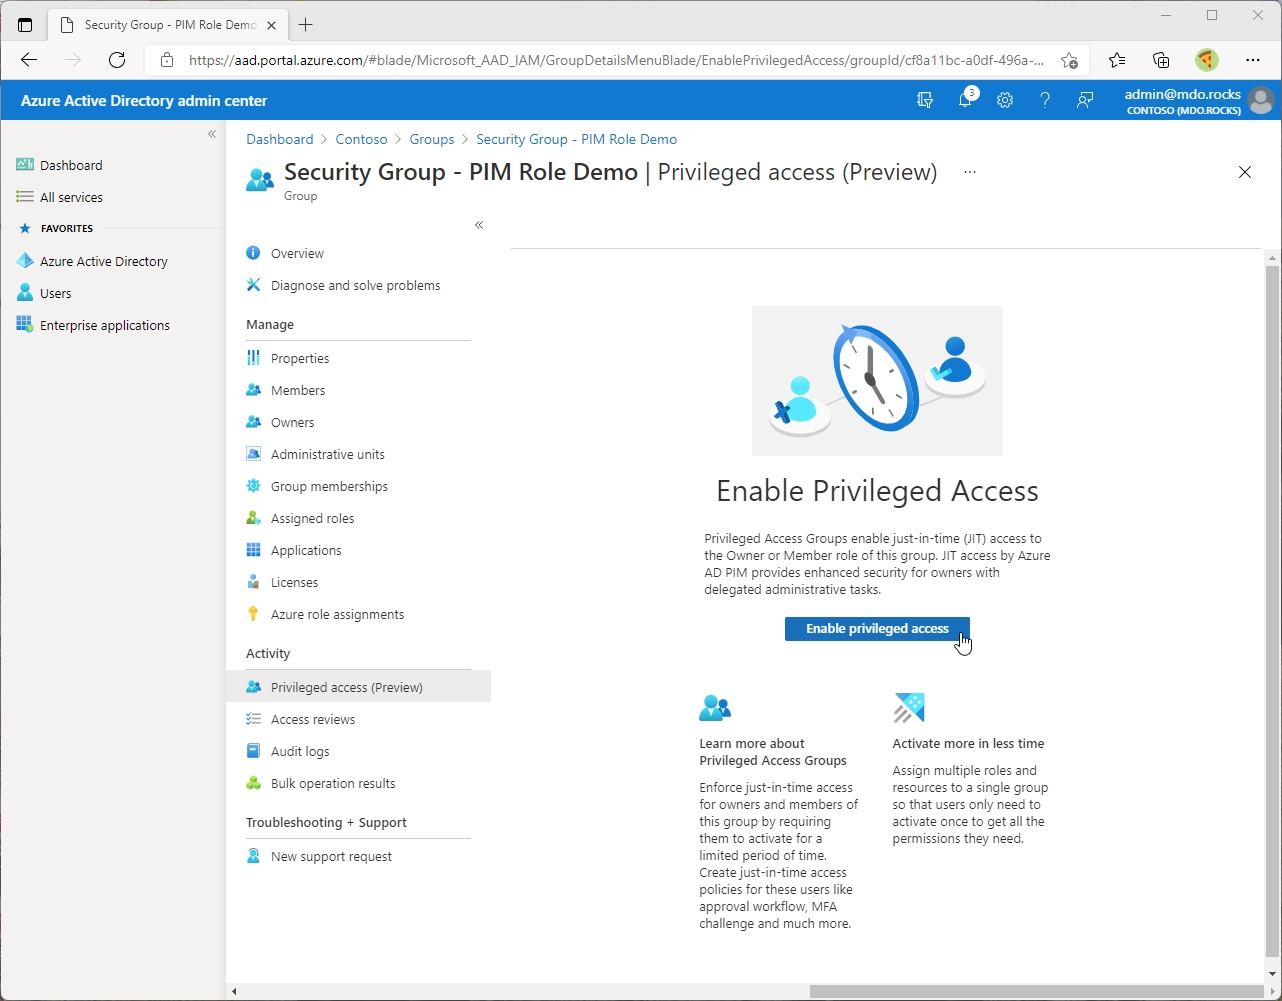 Security Group - PIM Role Demo
https://aad.portal.azure.com/#blade/Microsoft_AAD_IAM/GroupDetailsMenuBlade/EnablePrivilegedAccess/groupId/cf8a11bc-a0df-496a-...
Azure Active Directory admin center
3
admin@mdo.rocks
CONTOSO (MDO.ROCKS)
Dashboard
All services
FAVORITES
Azure Active Directory
Users
Enterprise applications
Dashboard > Contoso > Groups > Security Group - PIM Role Demo
Security Group - PIM Role Demo | Privileged access (Preview) ...
Group
Overview
Diagnose and solve problems
Manage
Properties
Members
Owners
Administrative units
Group memberships
Assigned roles
Applications
Licenses
Azure role assignments
Activity
Privileged access (Preview)
Access reviews
Audit logs
Bulk operation results
Troubleshooting + Support
New support request
Enable Privileged Access
Privileged Access Groups enable just-in-time (JIT) access to
the Owner or Member role of this group. JIT access by Azure
AD PIM provides enhanced security for owners with
delegated administrative tasks.
Enable privileged access
Learn more about
Privileged Access Groups
Enforce just-in-time access
for owners and members of
this group by requiring
them to activate for a
limited period of time.
Create just-in-time access
policies for these users like
approval workflow, MFA
challenge and much more.
Activate more in less time
Assign multiple roles and
resources to a single group
so that users only need to
activate once to get all the
permissions they need.